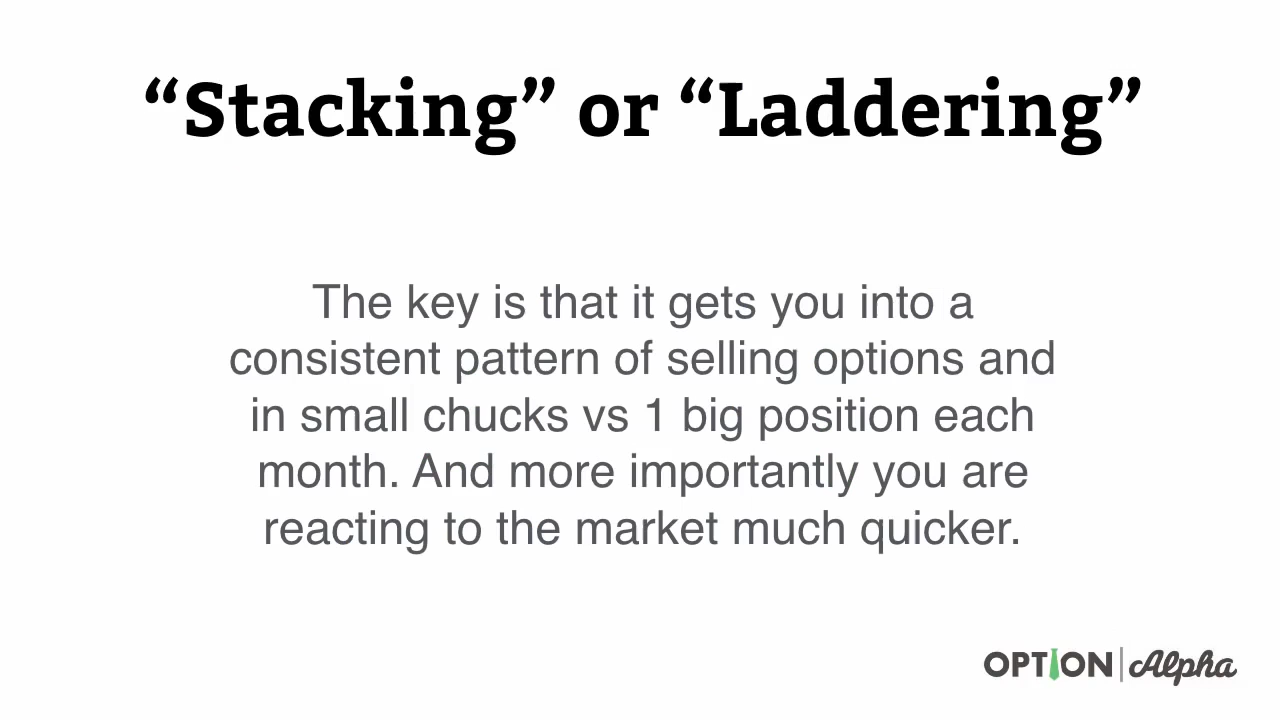 “Stacking” or “Laddering”
The key is that it gets you into a
consistent pattern of selling options and
in small chucks vs 1 big position each
month. And more importantly you are
reacting to the market much quicker.
OPTION | Alpha